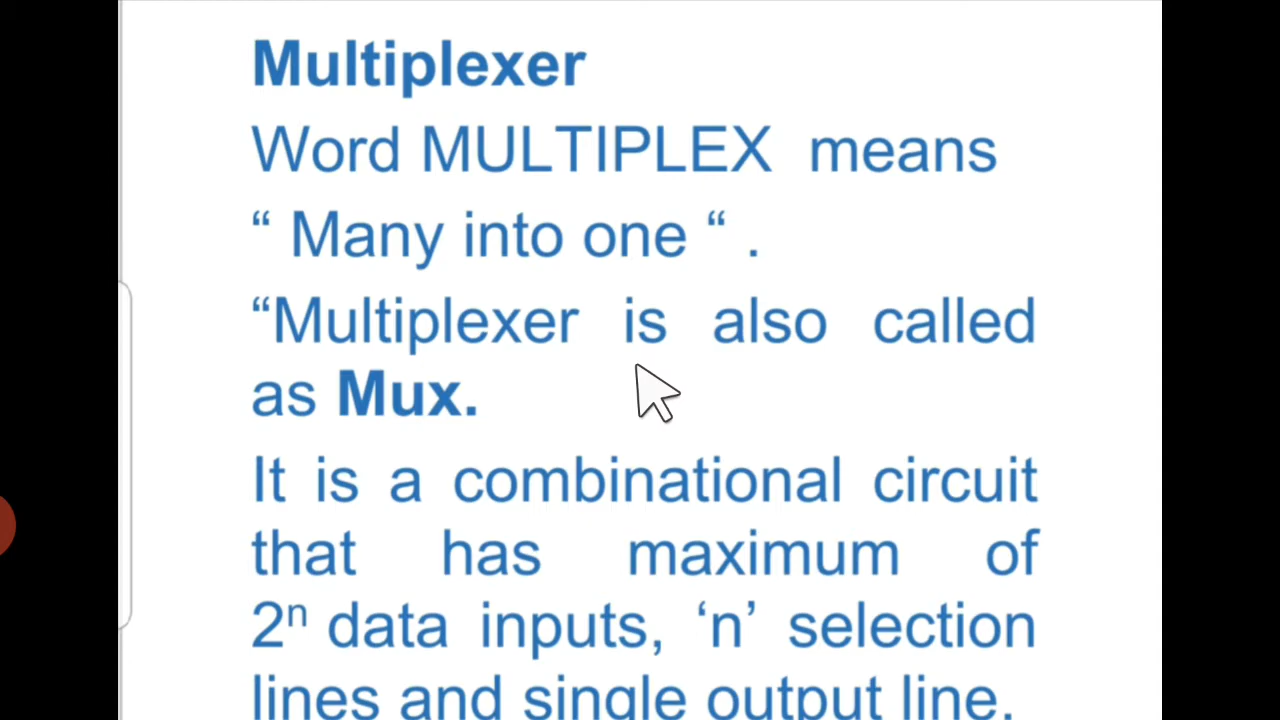 Multiplexer
Word MULTIPLEX  means
“ Many into one “ .
“Multiplexer is also called
as Mux.
It is a combinational circuit
that has maximum of
2ⁿ data inputs, ‘n’ selection
lines and single output line.